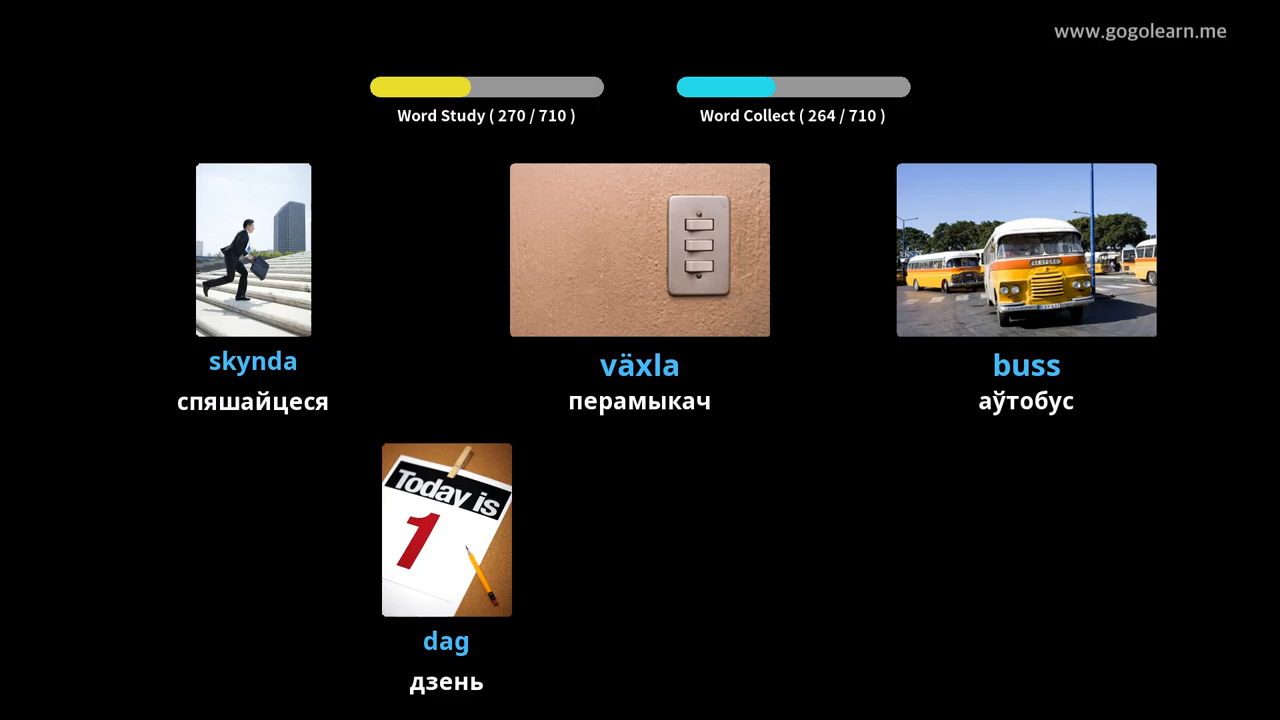 www.gogolearn.me
Word Study ( 270 / 710 )
Word Collect ( 264 / 710 )
skynda
спяшайцеся
växla
перамыкач
BEDFORD
buss
аўтобус
Today is
1
dag
дзень